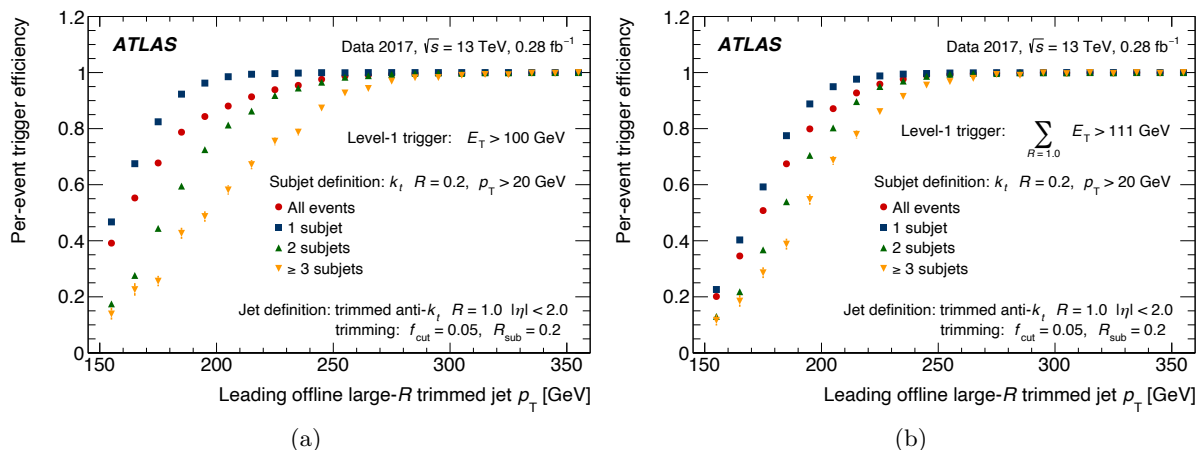 ATLAS
Data 2017, √s = 13 TeV, 0.28 fb⁻¹
Level-1 trigger: E_T > 100 GeV
Subjet definition: k_t R = 0.2, p_T > 20 GeV
All events
1 subjet
2 subjets
≥ 3 subjets
Jet definition: trimmed anti-k_t R = 1.0 |η| < 2.0
trimming: f_cut = 0.05, R_sub = 0.2
Per-event trigger efficiency
1.2
1
0.8
0.6
0.4
0.2
0
150 200 250 300 350
Leading offline large-R trimmed jet p_T [GeV]
(a)
ATLAS
Data 2017, √s = 13 TeV, 0.28 fb⁻¹
Level-1 trigger: ∑ E_T > 111 GeV
R = 1.0
Subjet definition: k_t R = 0.2, p_T > 20 GeV
All events
1 subjet
2 subjets
≥ 3 subjets
Jet definition: trimmed anti-k_t R = 1.0 |η| < 2.0
trimming: f_cut = 0.05, R_sub = 0.2
Per-event trigger efficiency
1.2
1
0.8
0.6
0.4
0.2
0
150 200 250 300 350
Leading offline large-R trimmed jet p_T [GeV]
(b)